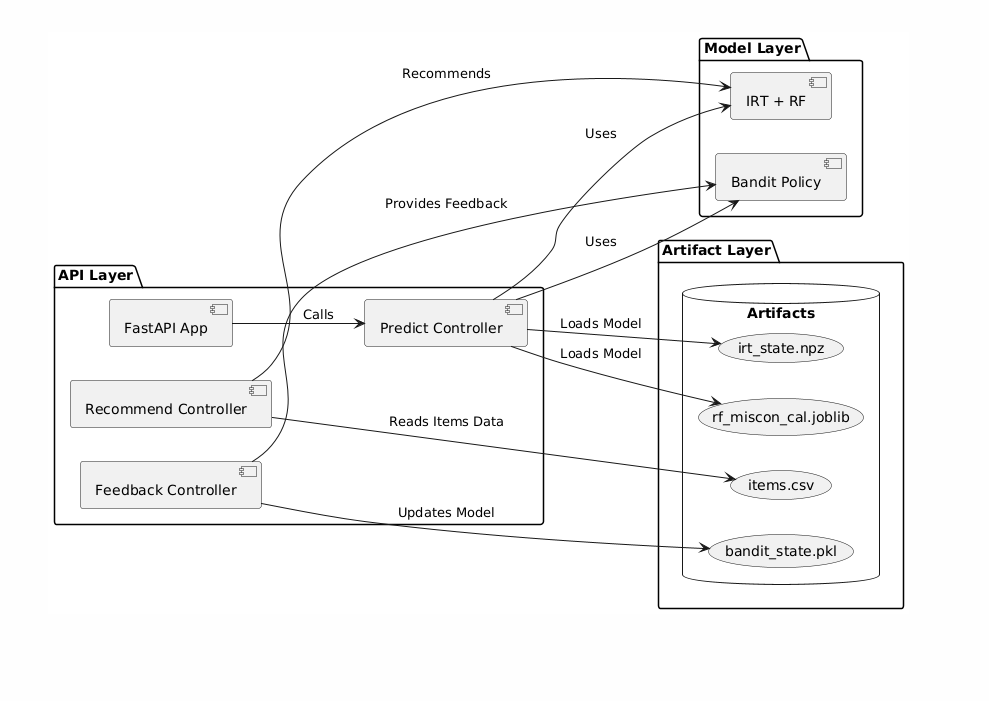 Model Layer
Recommends
IRT + RF
Uses
Bandit Policy
Provides Feedback
Uses
Artifact Layer
API Layer
Artifacts
FastAPI App
Calls
Predict Controller
Loads Model
irt_state.npz
Loads Model
Recommend Controller
rf_miscon_cal.joblib
Reads Items Data
items.csv
Feedback Controller
Updates Model
bandit_state.pkl